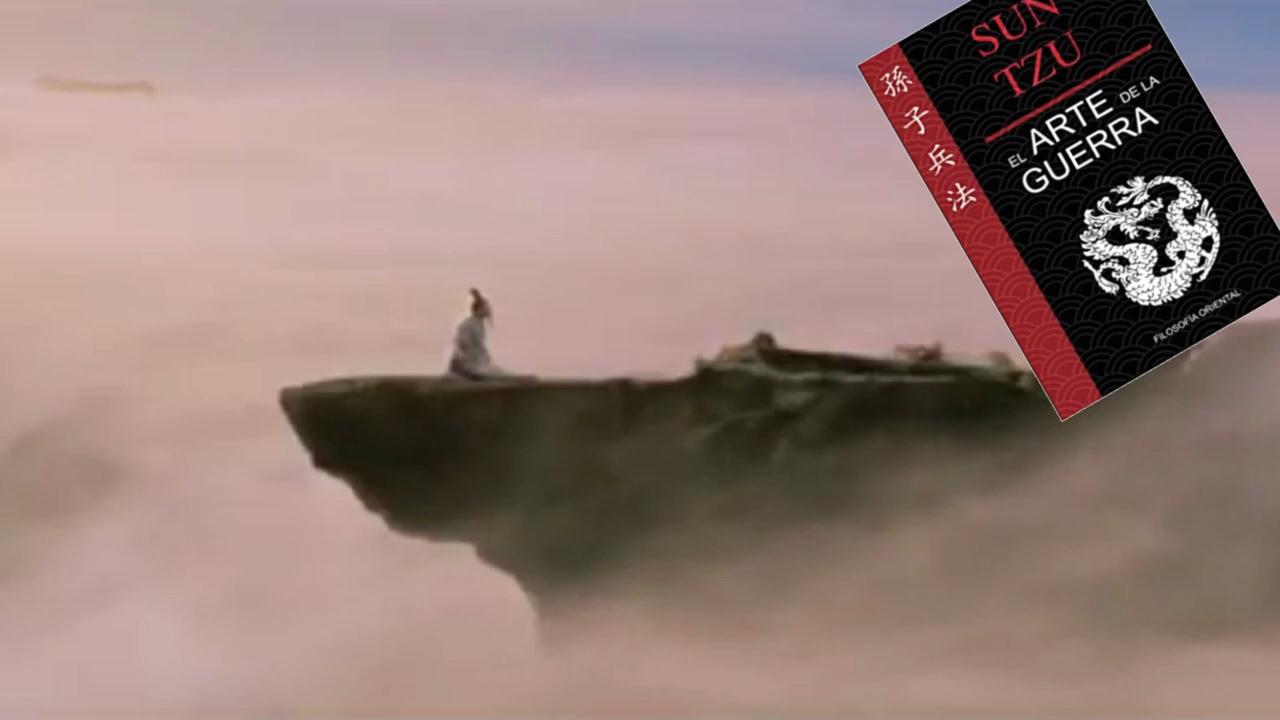 孫子兵法
SUN
TZU
EL ARTE DE LA
GUERRA
FILOSOFÍA ORIENTAL